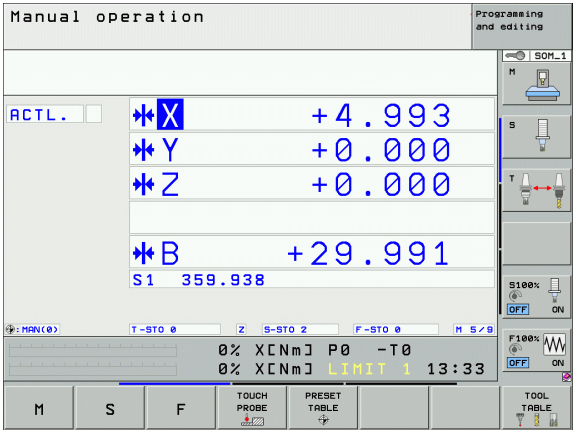 Manual operation
Programming
and editing
SOM_1
M
ACTL.
X +4.993
S
Y +0.000
Z +0.000
T
B +29.991
S1 359.938
S100%
OFF ON
:MAN(0) T-STO 0 Z S-STO 2 F-STO 0 M 5/9
0% X[Nm] P0 -T0
0% X[Nm] LIMIT 1 13:33
F100%
OFF ON
M
S
F
TOUCH
PROBE
PRESET
TABLE
TOOL
TABLE